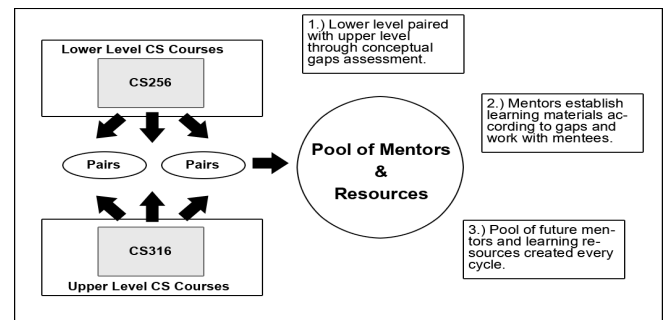 Lower Level CS Courses
CS256
Pairs
Pairs
CS316
Upper Level CS Courses
Pool of Mentors
&
Resources
1.) Lower level paired
with upper level
through conceptual
gaps assessment.
2.) Mentors establish
learning materials ac-
cording to gaps and
work with mentees.
3.) Pool of future men-
tors and learning re-
sources created every
cycle.